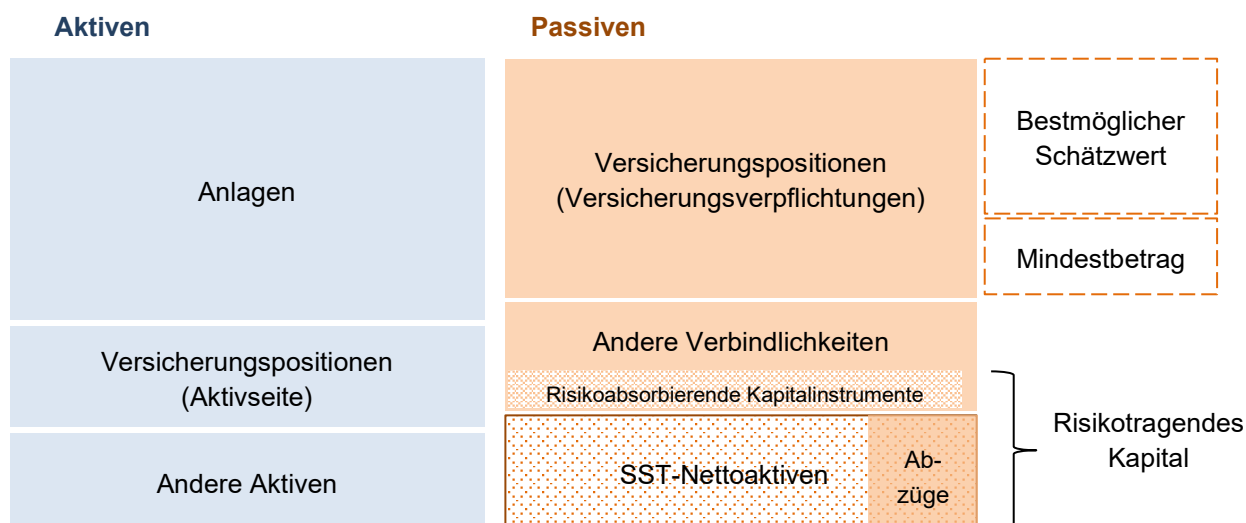 Aktiven
Passiven
Anlagen
Versicherungspositionen
(Versicherungsverpflichtungen)
Bestmöglicher
Schätzwert
Mindestbetrag
Versicherungspositionen
(Aktivseite)
Andere Verbindlichkeiten
Risikoabsorbierende Kapitalinstrumente
Andere Aktiven
SST-Nettoaktiven
Ab-
züge
Risikotragendes
Kapital